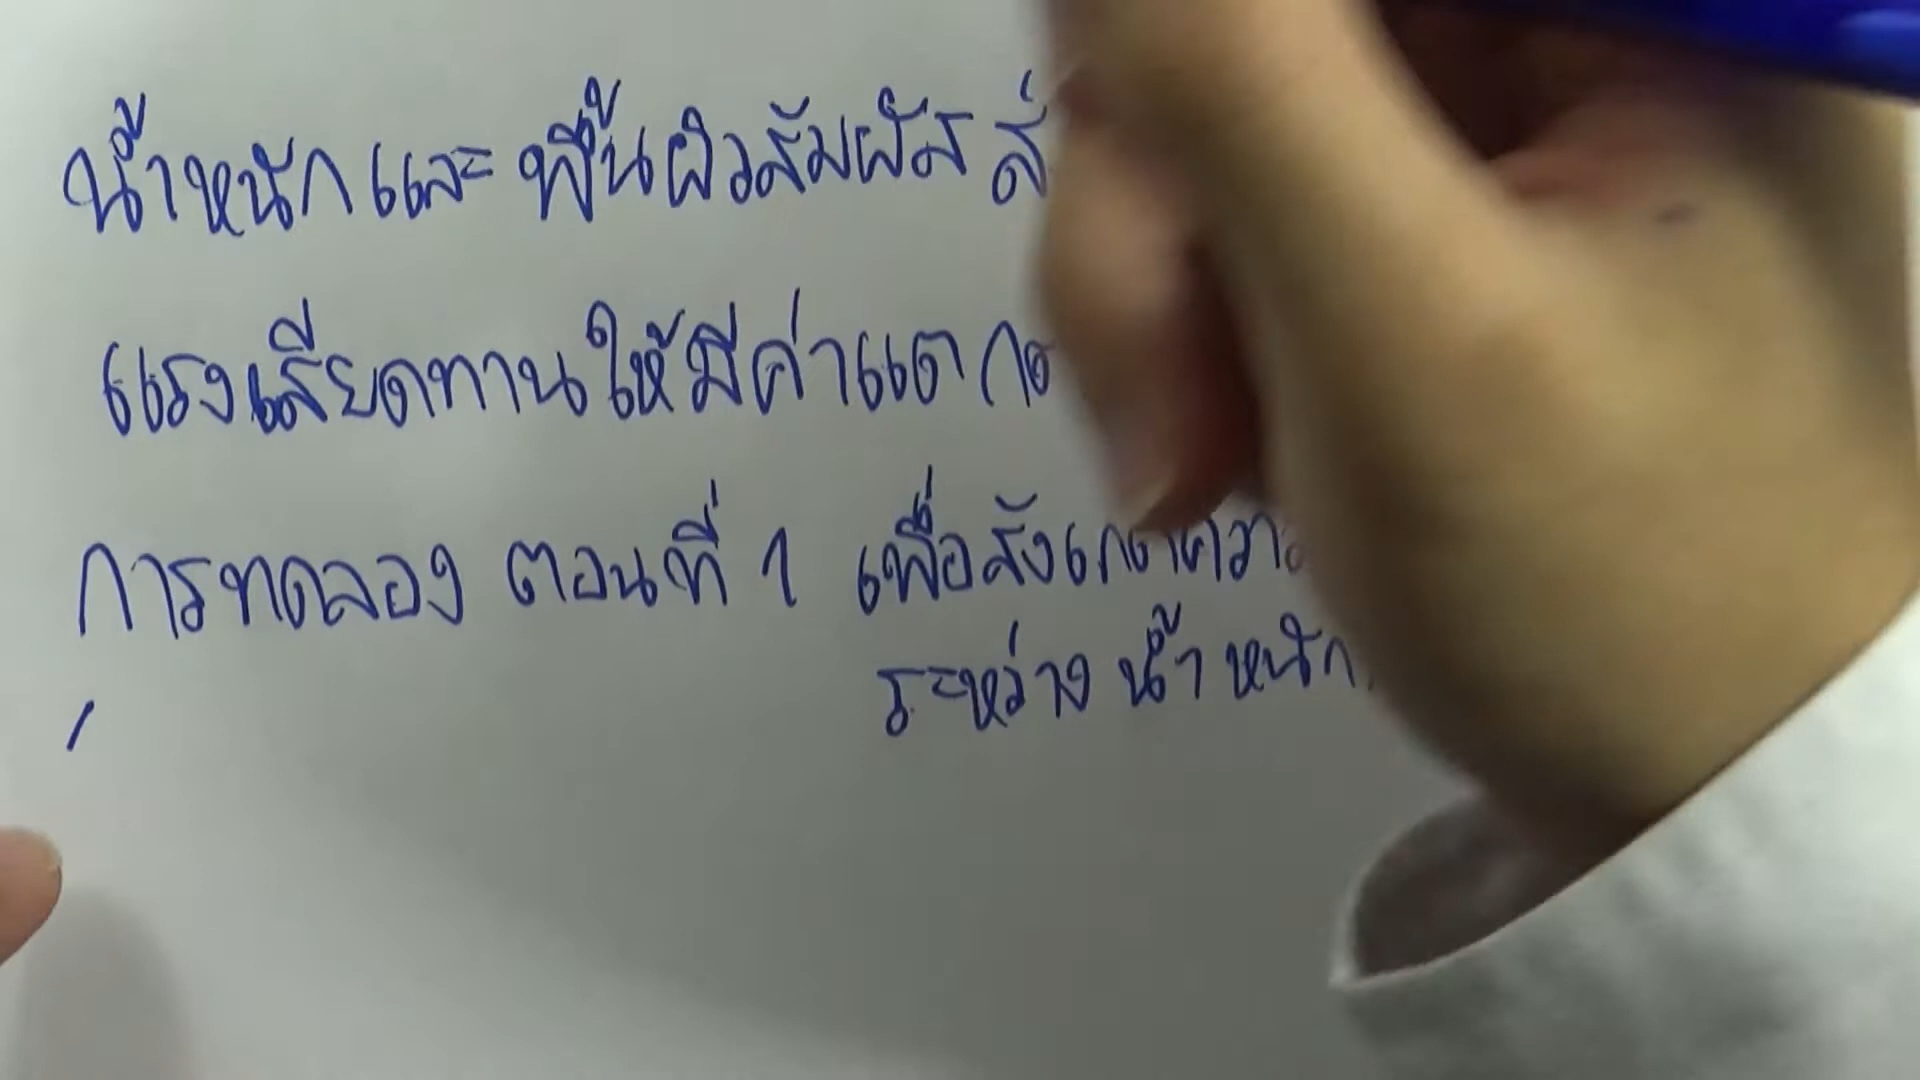 น้ำหนักและ พื้นผิวสัมผัส
แรงเสียดทานให้มีค่าแตก
การทดลอง ตอนที่ 1 เพื่อสังเกต
ระหว่าง น้ำหนัก